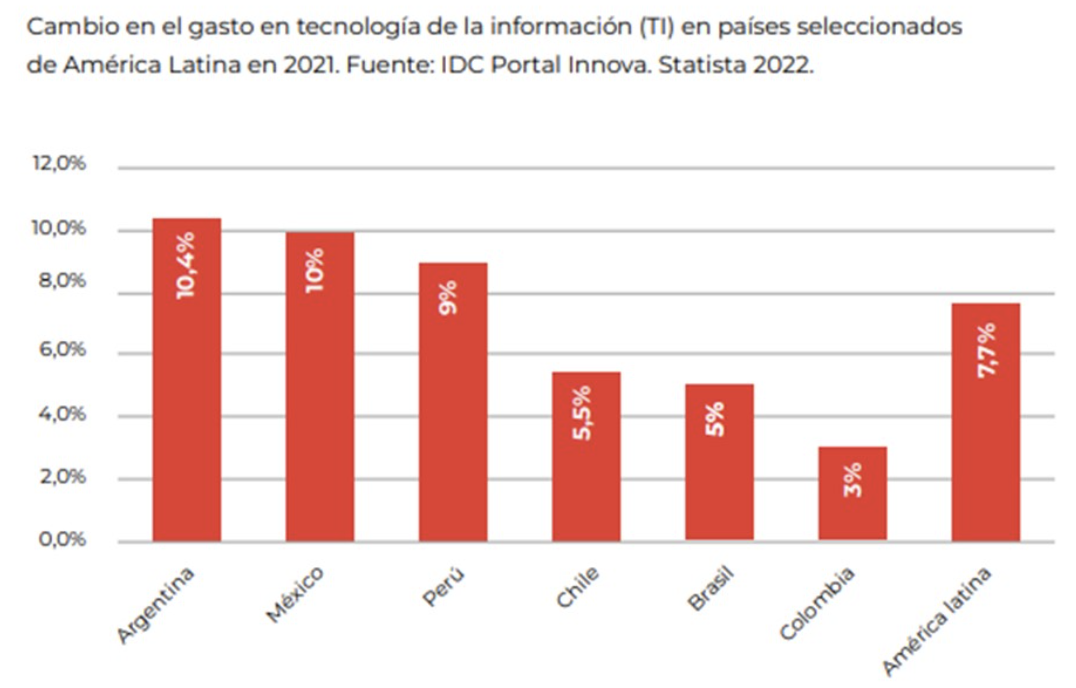 Cambio en el gasto en tecnología de la información (TI) en países seleccionados
de América Latina en 2021. Fuente: IDC Portal Innova. Statista 2022.
12,0%
10,0%
8,0%
6,0%
4,0%
2,0%
0,0%
10,4%
10%
9%
5,5%
5%
3%
7,7%
Argentina
México
Perú
Chile
Brasil
Colombia
América latina